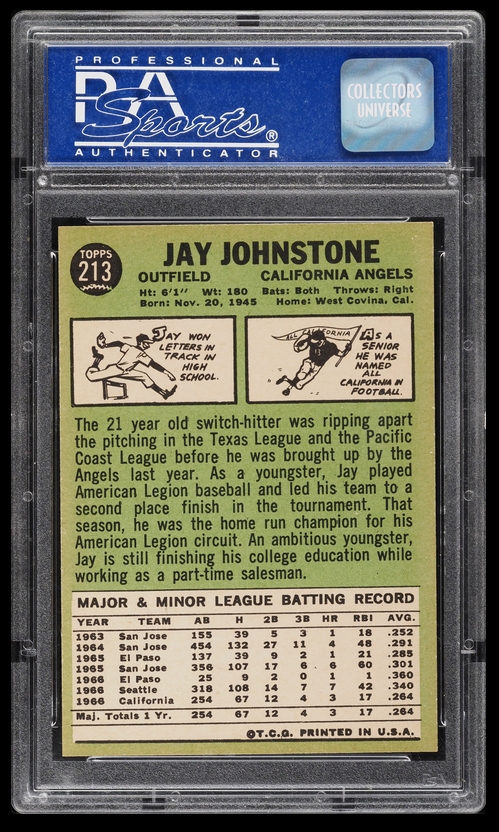 PROFESSIONAL
PSA
Sports®
AUTHENTICATOR
COLLECTORS
UNIVERSE
TOPPS
213
JAY JOHNSTONE
OUTFIELD CALIFORNIA ANGELS
Ht: 6'1" Wt: 180 Bats: Both Throws: Right
Born: Nov. 20, 1945 Home: West Covina, Cal.
JAY WON
LETTERS IN
TRACK IN
HIGH
SCHOOL.
ALL CALIFORNIA
AS A
SENIOR
HE WAS
NAMED
ALL
CALIFORNIA IN
FOOTBALL.
The 21 year old switch-hitter was ripping apart
the pitching in the Texas League and the Pacific
Coast League before he was brought up by the
Angels last year. As a youngster, Jay played
American Legion baseball and led his team to a
second place finish in the tournament. That
season, he was the home run champion for his
American Legion circuit. An ambitious youngster,
Jay is still finishing his college education while
working as a part-time salesman.
MAJOR & MINOR LEAGUE BATTING RECORD
YEAR TEAM AB H 2B 3B HR RBI AVG.
1963 San Jose 155 39 5 3 1 18 .252
1964 San Jose 454 132 27 11 4 48 .291
1965 El Paso 137 39 9 2 1 21 .285
1965 San Jose 356 107 17 6 6 60 .301
1966 El Paso 25 9 2 0 1 1 .360
1966 Seattle 318 108 14 7 7 42 .340
1966 California 254 67 12 4 3 17 .264
Maj. Totals 1 Yr. 254 67 12 4 3 17 .264
©T.C.G. PRINTED IN U.S.A.